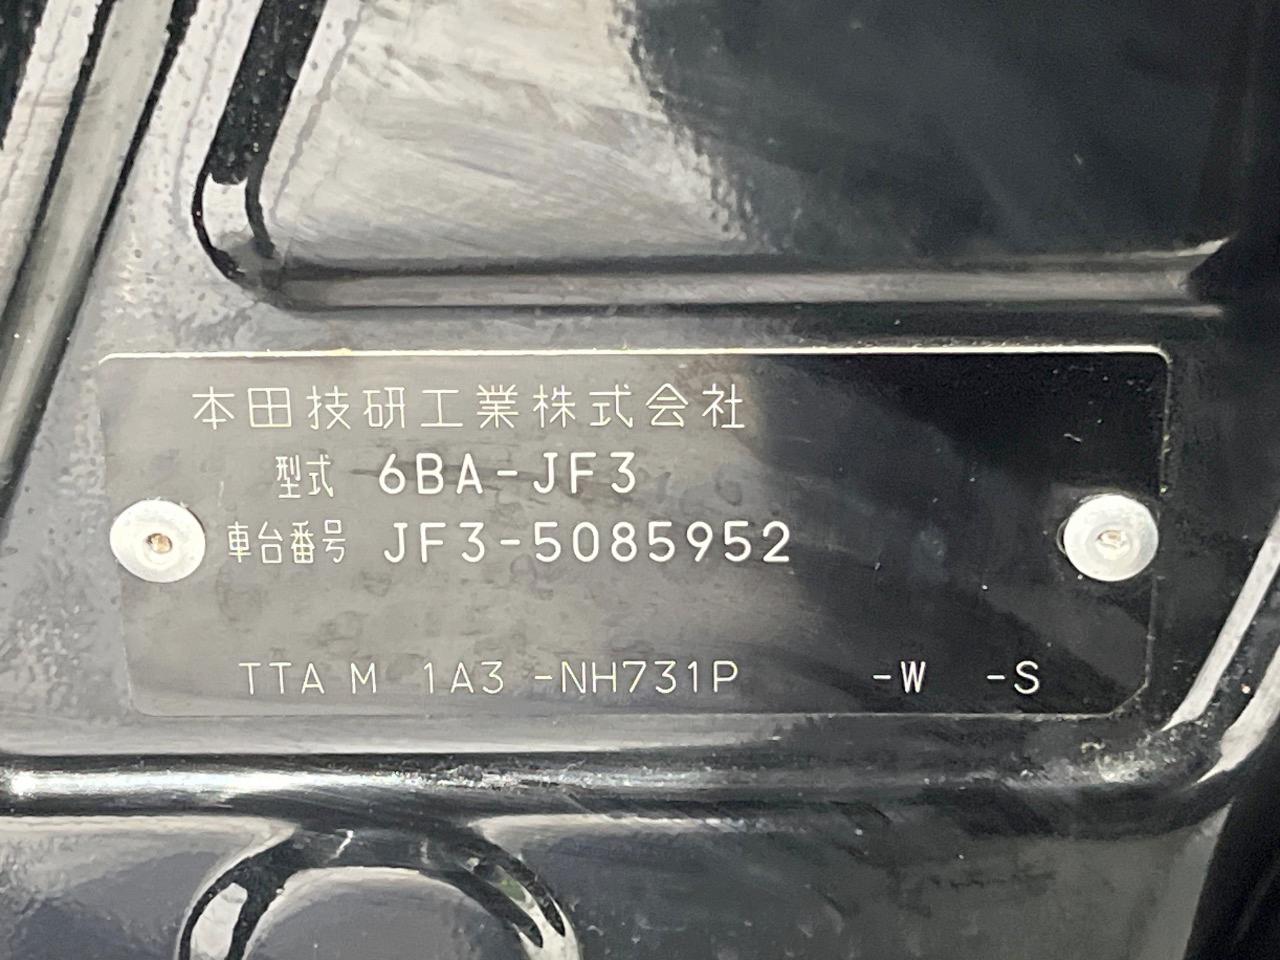 本田技研工業株式会社
型式 6BA-JF3
車台番号 JF3-5085952
TTA M 1A3 -NH731P -W -S